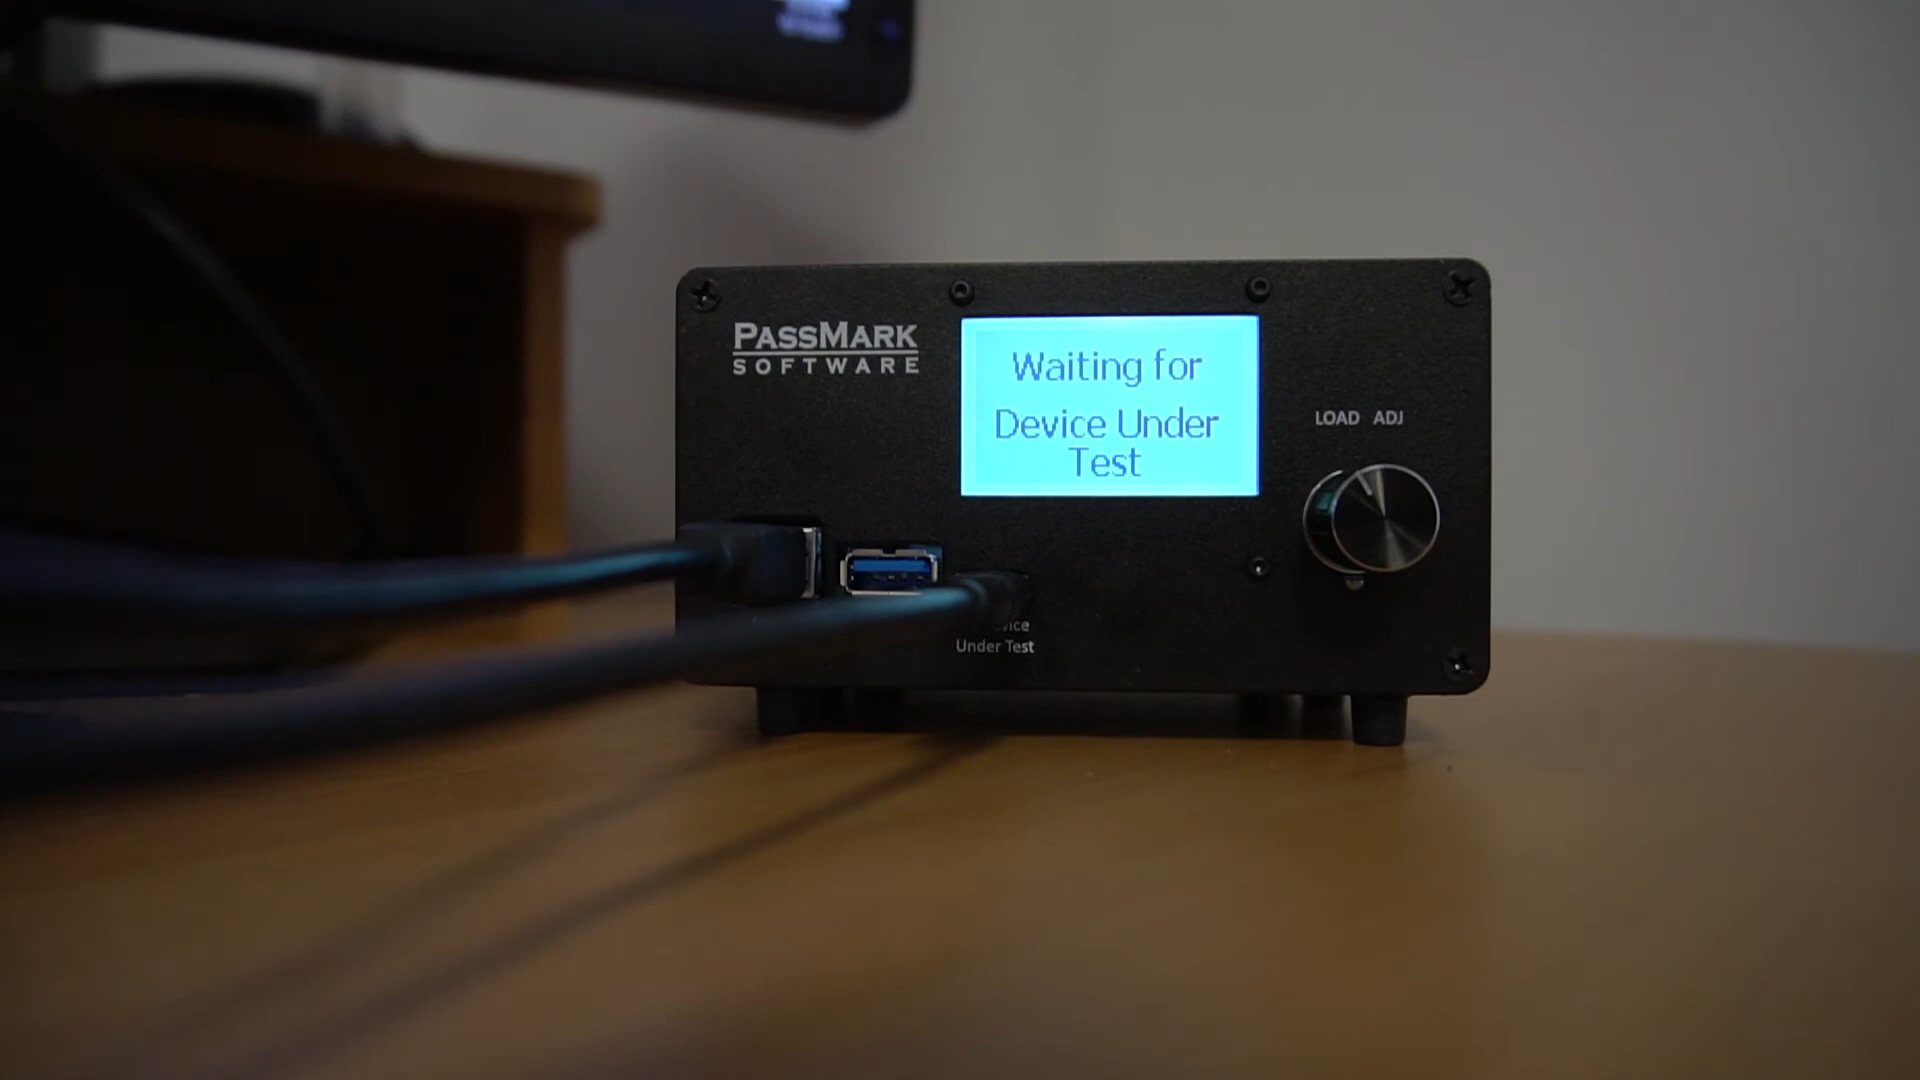 PASSMARK
SOFTWARE
Waiting for
Device Under
Test
LOAD ADJ
Under Test